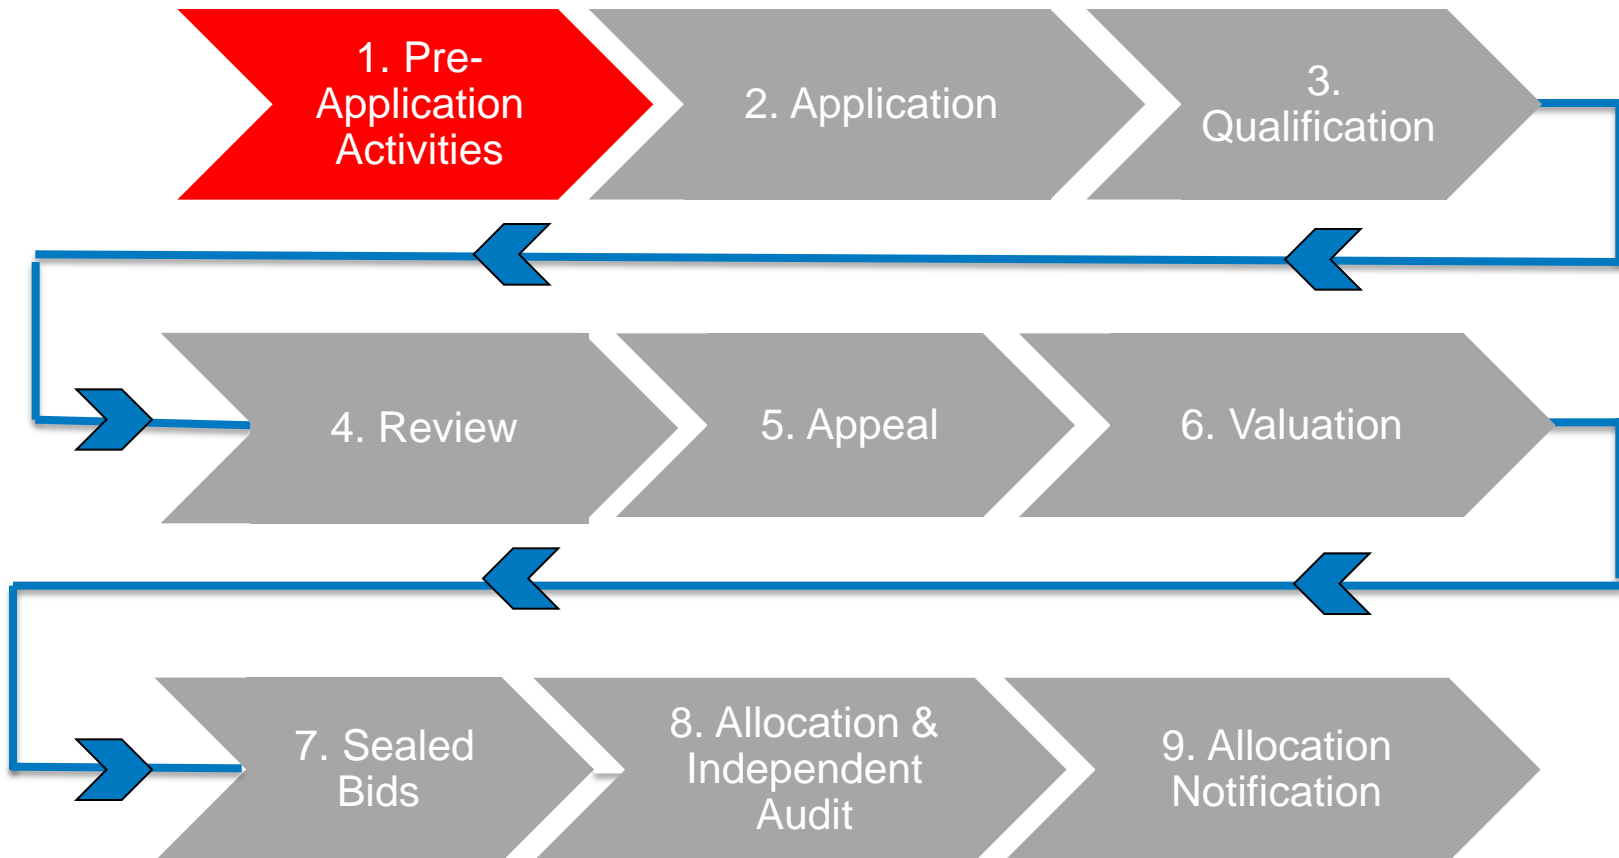 1. Pre-
Application
Activities
2. Application
3.
Qualification
4. Review
5. Appeal
6. Valuation
7. Sealed
Bids
8. Allocation &
Independent
Audit
9. Allocation
Notification